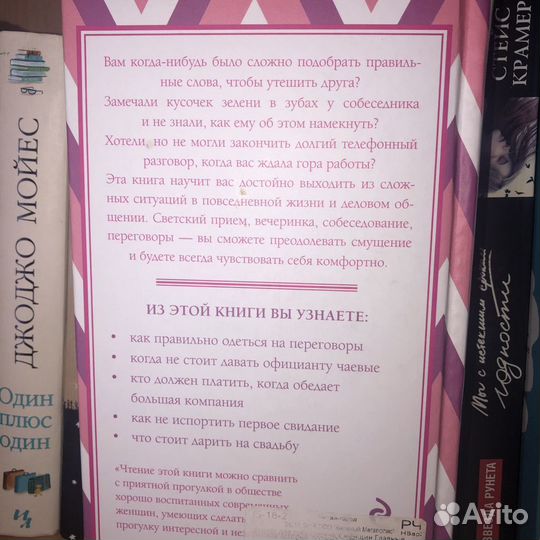 ДЖОДЖО МОЙЕС
Один
плюс
один
Вам когда-нибудь было сложно подобрать правиль-
ные слова, чтобы утешить друга?
Замечали кусочек зелени в зубах у собеседника
и не знали, как ему об этом намекнуть?
Хотели, но не могли закончить долгий телефонный
разговор, когда вас ждала гора работы?
Эта книга научит вас достойно выходить из слож-
ных ситуаций в повседневной жизни и деловом об-
щении. Светский прием, вечеринка, собеседование,
переговоры — вы сможете преодолевать смущение
и будете всегда чувствовать себя комфортно.
ИЗ ЭТОЙ КНИГИ ВЫ УЗНАЕТЕ:
• как правильно одеться на переговоры
• когда не стоит давать официанту чаевые
• кто должен платить, когда обедает
большая компания
• как не испортить первое свидание
• что стоит дарить на свадьбу
«Чтение этой книги можно сравнить
с приятной прогулкой в обществе
хорошо воспитанных современных
женщин, умеющих сделать
прогулку интересной и
РЧ
СТЕЙС
КРАМЕР
Мы с истекшим сроком
годности
РУНЕТА
Avito